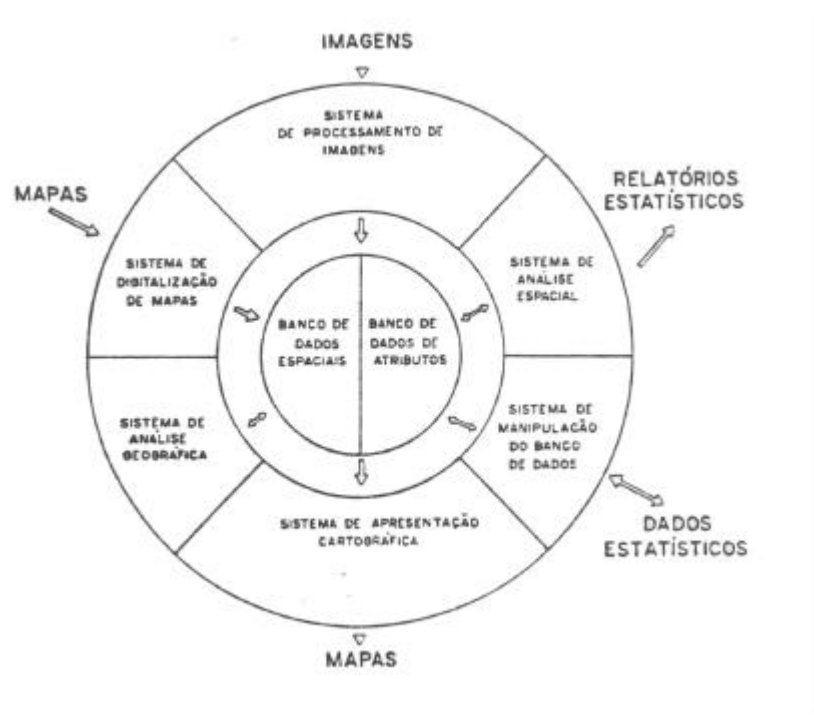 IMAGENS
SISTEMA
DE PROCESSAMENTO DE
IMAGENS
MAPAS
RELATÓRIOS
ESTATÍSTICOS
SISTEMA DE
DIGITALIZAÇÃO
DE MAPAS
SISTEMA DE
ANÁLISE
ESPACIAL
BANCO DE
DADOS
ESPACIAIS
BANCO DE
DADOS DE
ATRIBUTOS
SISTEMA DE
ANÁLISE
GEOGRÁFICA
SISTEMA DE
MANIPULAÇÃO
DO BANCO
DE DADOS
SISTEMA DE APRESENTAÇÃO
CARTOGRÁFICA
DADOS
ESTATÍSTICOS
MAPAS